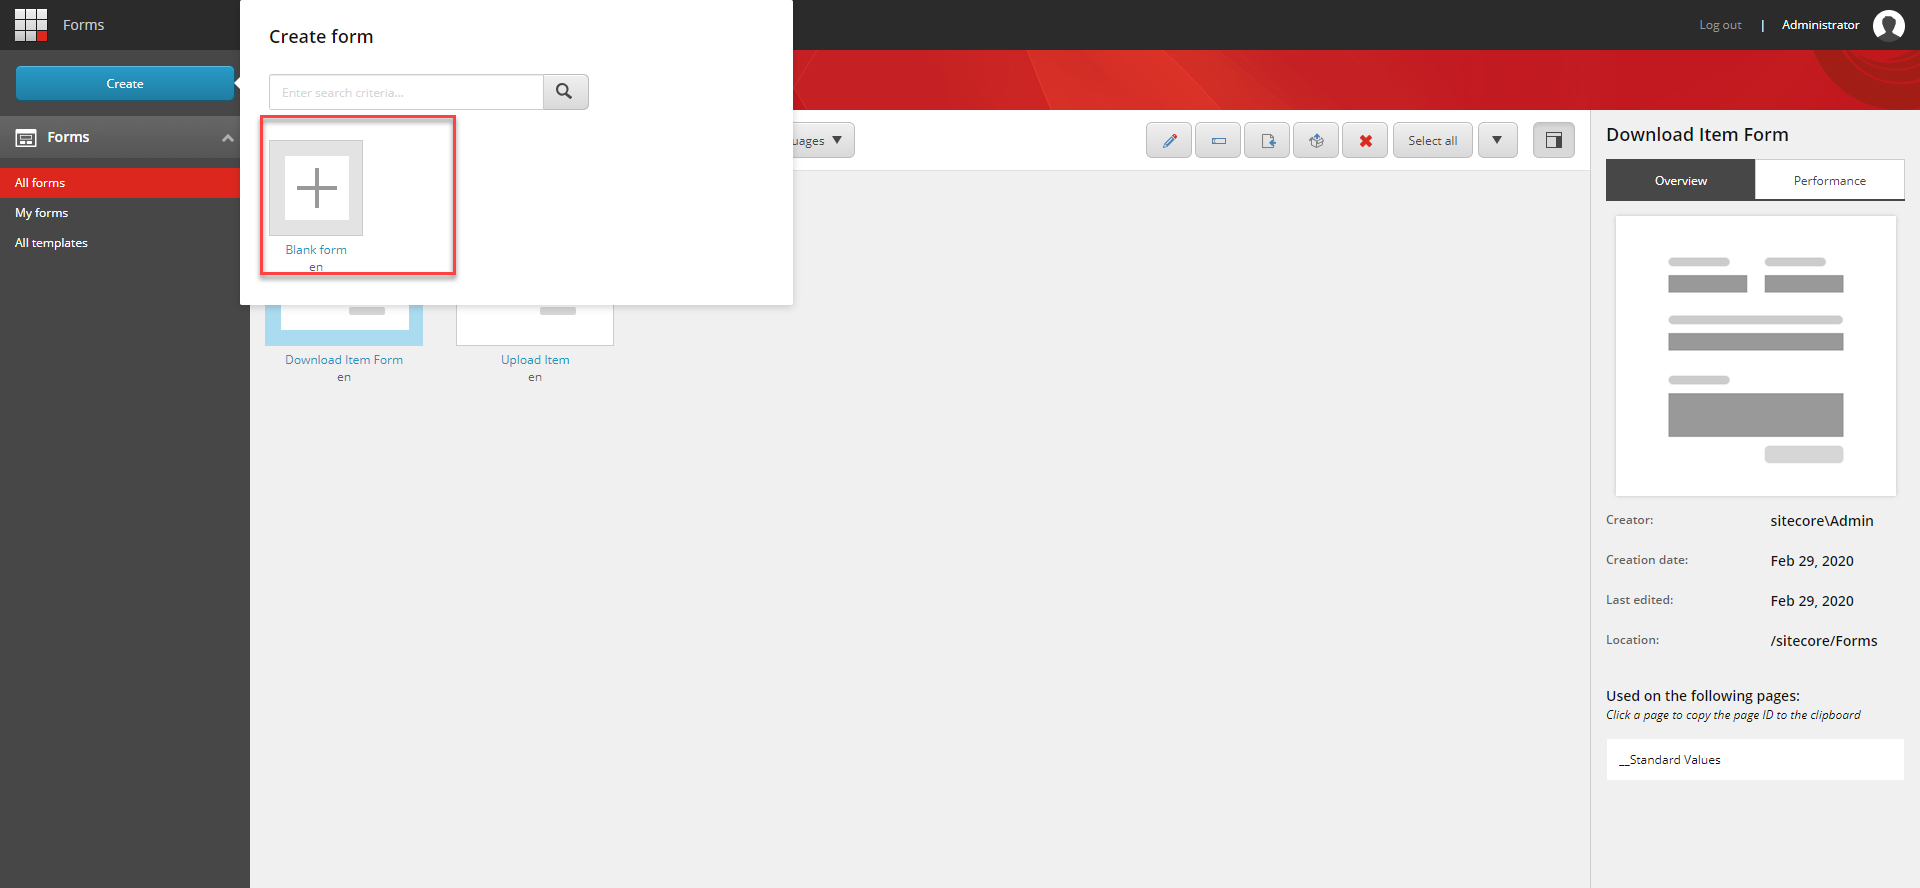 Forms
Log out | Administrator
Create
Forms
All forms
My forms
All templates
Create form
Enter search criteria...
Blank form
en
uages
Select all
Download Item Form
en
Upload Item
en
Download Item Form
Overview
Performance
Creator: sitecore\Admin
Creation date: Feb 29, 2020
Last edited: Feb 29, 2020
Location: /sitecore/Forms
Used on the following pages:
Click a page to copy the page ID to the clipboard
__Standard Values